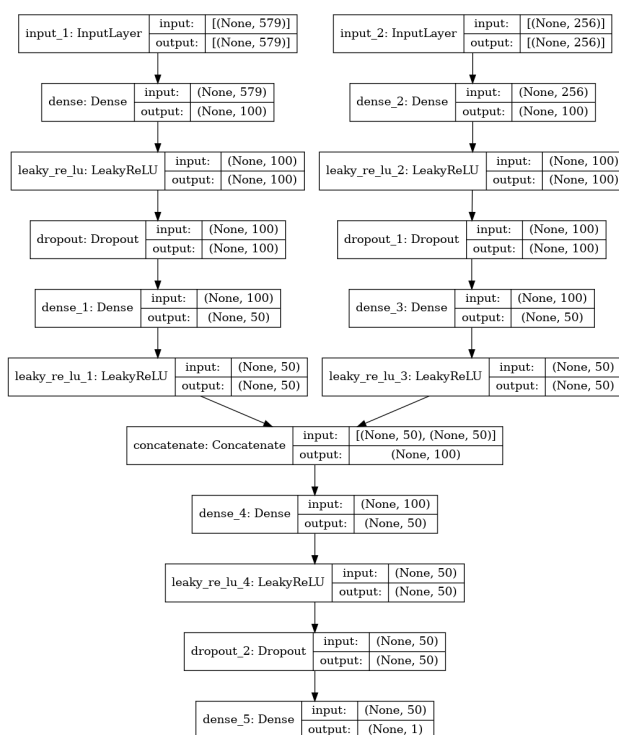 input_1: InputLayer input: [(None, 579)] output: [(None, 579)]
input_2: InputLayer input: [(None, 256)] output: [(None, 256)]
dense: Dense input: (None, 579) output: (None, 100)
dense_2: Dense input: (None, 256) output: (None, 100)
leaky_re_lu: LeakyReLU input: (None, 100) output: (None, 100)
leaky_re_lu_2: LeakyReLU input: (None, 100) output: (None, 100)
dropout: Dropout input: (None, 100) output: (None, 100)
dropout_1: Dropout input: (None, 100) output: (None, 100)
dense_1: Dense input: (None, 100) output: (None, 50)
dense_3: Dense input: (None, 100) output: (None, 50)
leaky_re_lu_1: LeakyReLU input: (None, 50) output: (None, 50)
leaky_re_lu_3: LeakyReLU input: (None, 50) output: (None, 50)
concatenate: Concatenate input: [(None, 50), (None, 50)] output: (None, 100)
dense_4: Dense input: (None, 100) output: (None, 50)
leaky_re_lu_4: LeakyReLU input: (None, 50) output: (None, 50)
dropout_2: Dropout input: (None, 50) output: (None, 50)
dense_5: Dense input: (None, 50) output: (None, 1)